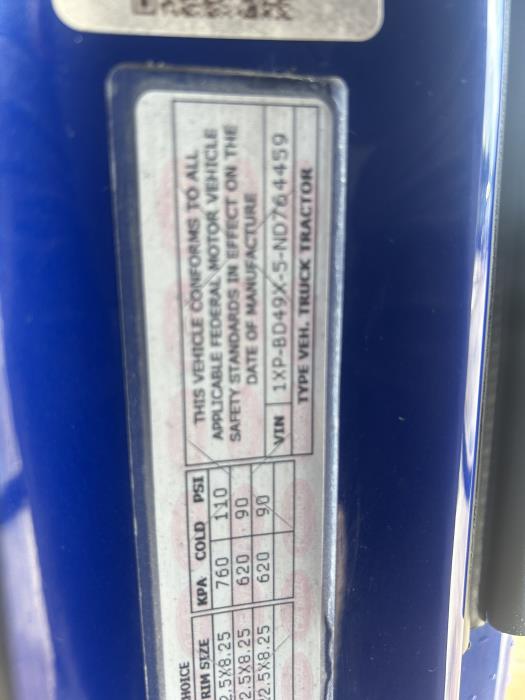 THIS VEHICLE CONFORMS TO ALL
APPLICABLE FEDERAL MOTOR VEHICLE
SAFETY STANDARDS IN EFFECT ON THE
DATE OF MANUFACTURE
VIN 1XP-BD49X-5-ND764459
TYPE VEH. TRUCK TRACTOR
KPA COLD PSI
760 110
620 90
620 90
RIM SIZE
2.5X8.25
2.5X8.25
2.5X8.25